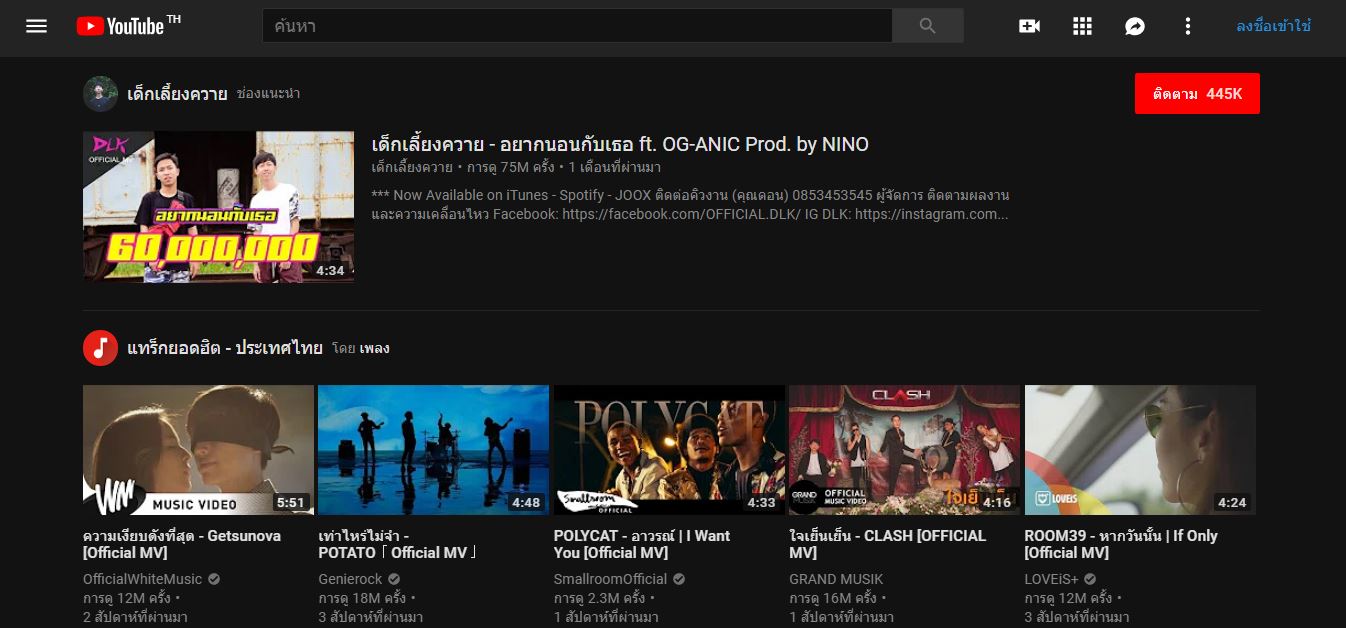 YouTube TH
ค้นหา
ลงชื่อเข้าใช้
เด็กเลี้ยงควาย ช่องแนะนำ
ติดตาม 445K
DLK
OFFICIAL MV
อยากนอนกับเธอ
60,000,000
4:34
เด็กเลี้ยงควาย - อยากนอนกับเธอ ft. OG-ANIC Prod. by NINO
เด็กเลี้ยงควาย • การดู 75M ครั้ง • 1 เดือนที่ผ่านมา
*** Now Available on iTunes - Spotify - JOOX ติดต่อคิวงาน (คุณตอน) 0853453545 ผู้จัดการ ติดตามผลงาน
และความเคลื่อนไหว Facebook: https://facebook.com/OFFICIAL.DLK/ IG DLK: https://instagram.com...
แทร็กยอดฮิต - ประเทศไทย โดย เพลง
MUSIC VIDEO
5:51
4:48
POLYCAT
Smallroom
OFFICIAL
4:33
CLASH
GRAND MUSIK
OFFICIAL
MUSIC VIDEO
ใจเย็นเย็น
4:16
LOVEiS
4:24
ความเงียบดังที่สุด - Getsunova
[Official MV]
OfficialWhiteMusic
การดู 12M ครั้ง •
2 สัปดาห์ที่ผ่านมา
เท่าไหร่ไม่จำ -
POTATO「 Official MV 」
Genierock
การดู 18M ครั้ง •
3 สัปดาห์ที่ผ่านมา
POLYCAT - อาวรณ์ | I Want
You [Official MV]
SmallroomOfficial
การดู 2.3M ครั้ง •
1 สัปดาห์ที่ผ่านมา
ใจเย็นเย็น - CLASH [OFFICIAL
MV]
GRAND MUSIK
การดู 16M ครั้ง •
1 สัปดาห์ที่ผ่านมา
ROOM39 - หากวันนั้น | If Only
[Official MV]
LOVEiS+
การดู 12M ครั้ง •
3 สัปดาห์ที่ผ่านมา